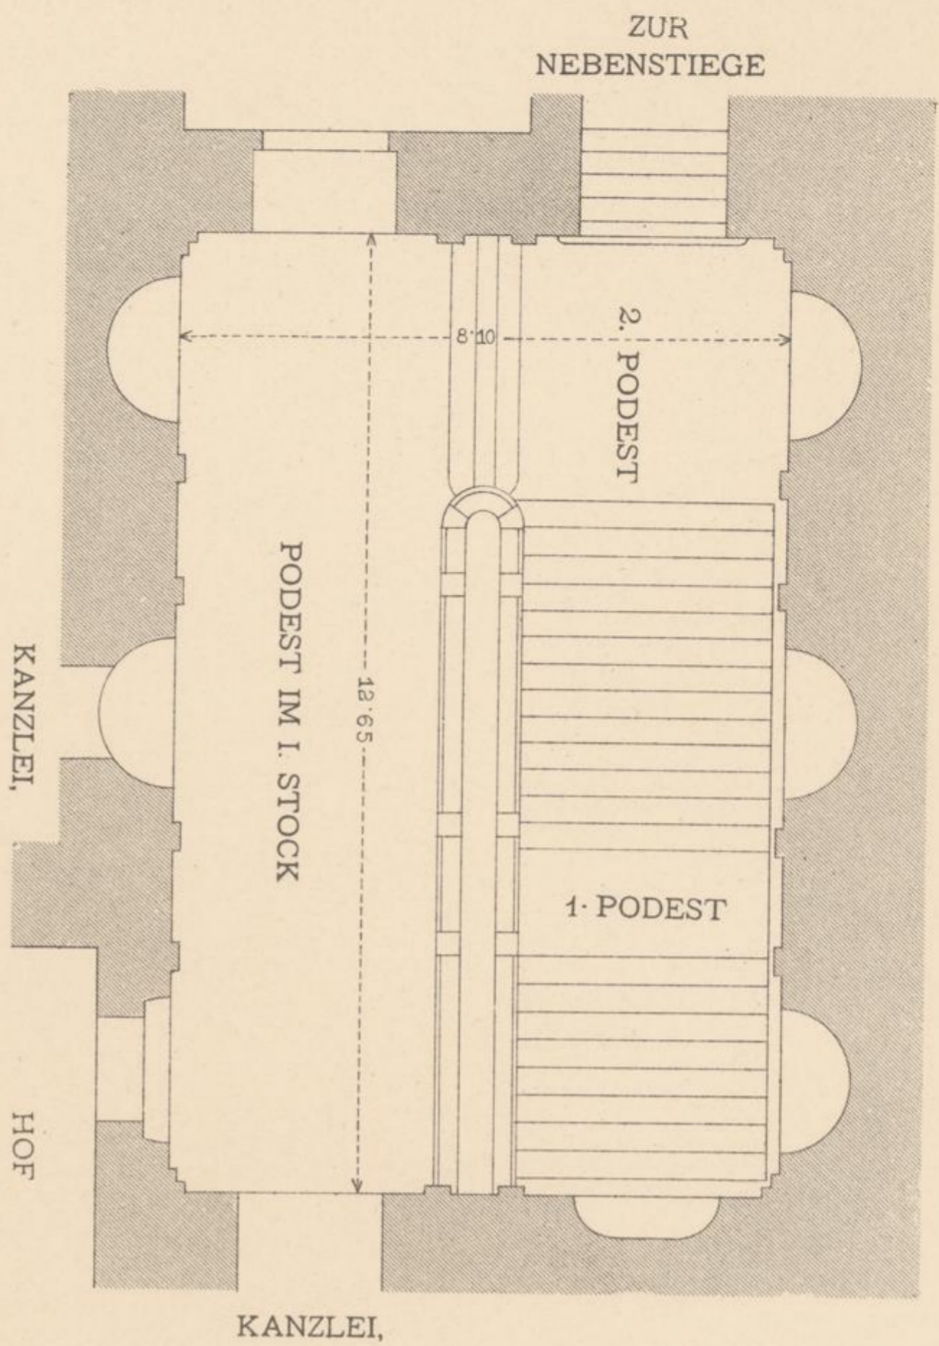 ZUR
NEBENSTIEGE
8·10
2. PODEST
PODEST IM I. STOCK
12·65
1· PODEST
KANZLEI,
HOF
KANZLEI,